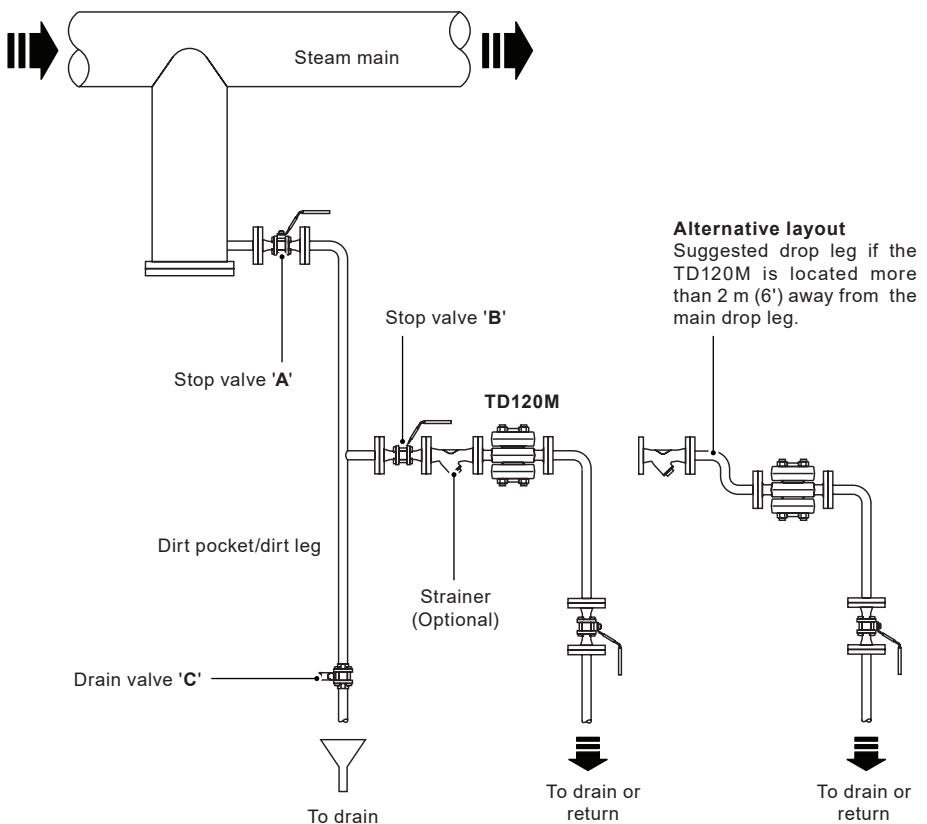 Steam main
Alternative layout
Suggested drop leg if the
TD120M is located more
than 2 m (6') away from the
main drop leg.
Stop valve 'B'
Stop valve 'A'
TD120M
Dirt pocket/dirt leg
Strainer
(Optional)
Drain valve 'C'
To drain
To drain or
return
To drain or
return